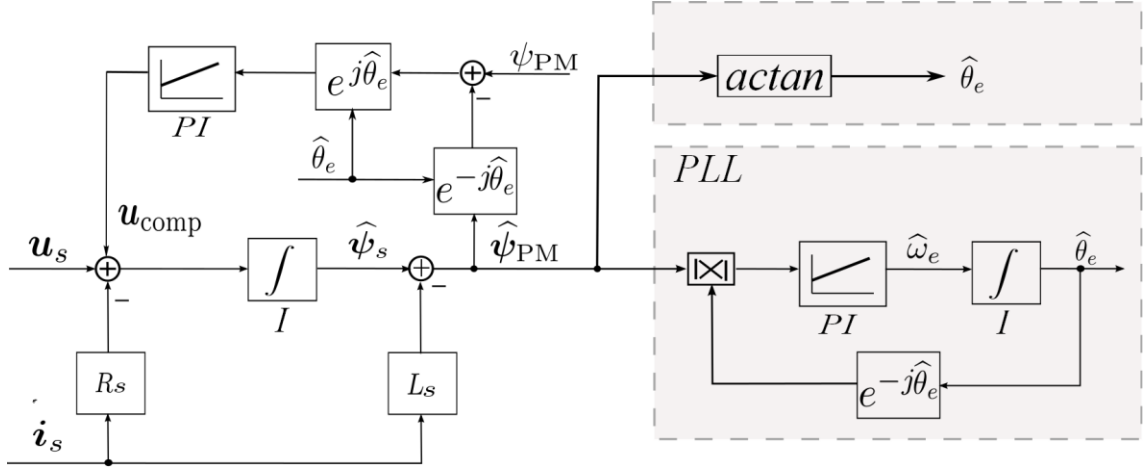 ψ_PM
e^{jθ̂_e}
PI
θ̂_e
e^{-jθ̂_e}
u_comp
u_s
ψ̂_s
ψ̂_PM
∫
I
Rs
Ls
i_s
actan
θ̂_e
PLL
|×|
PI
ω̂_e
∫
I
θ̂_e
e^{-jθ̂_e}